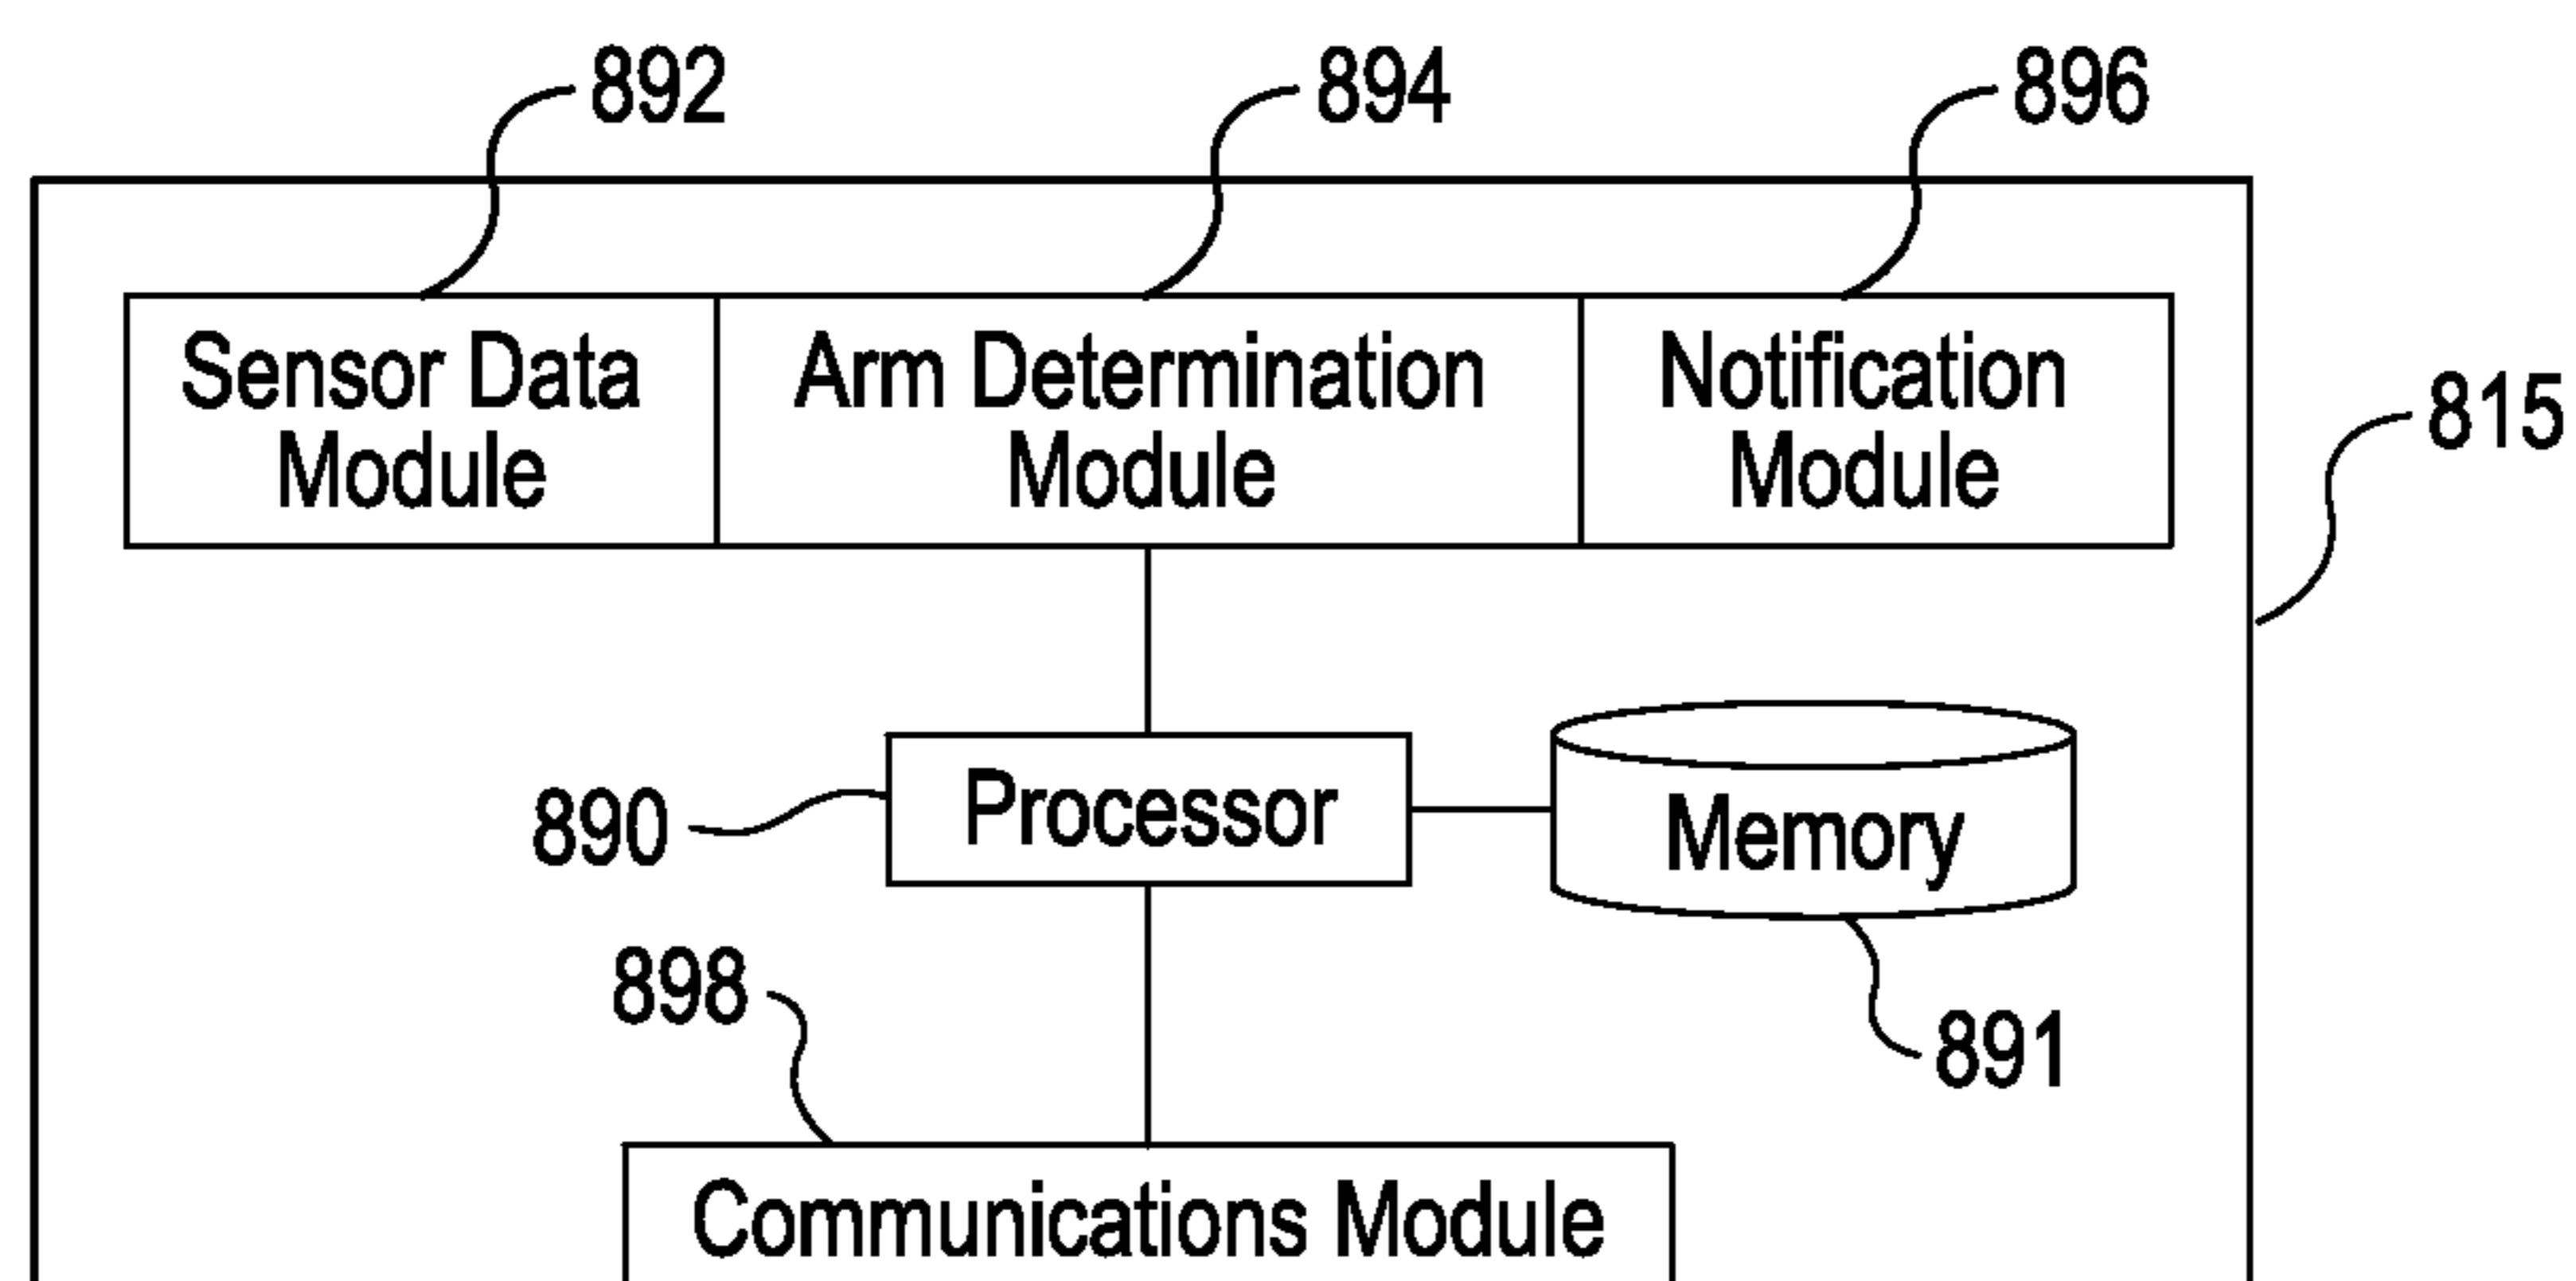 892
894
896
Sensor Data
Module
Arm Determination
Module
Notification
Module
815
890
Processor
Memory
898
891
Communications Module